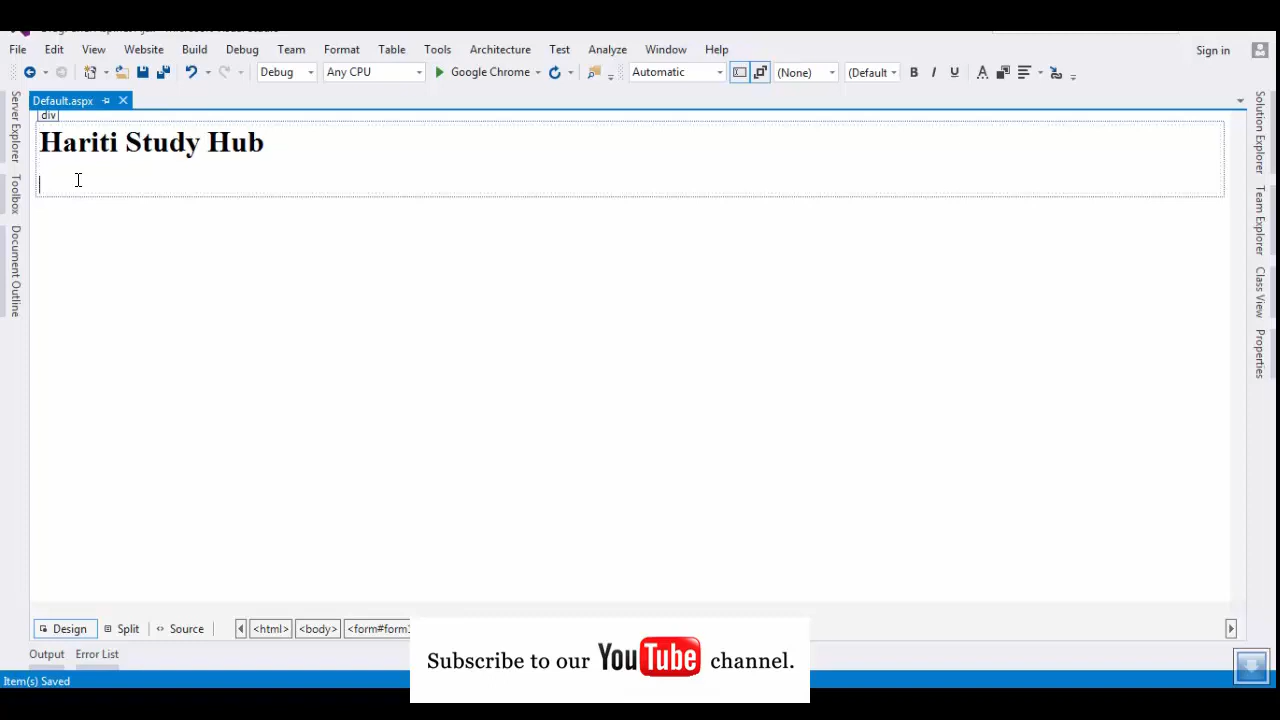 File Edit View Website Build Debug Team Format Table Tools Architecture Test Analyze Window Help Sign in
Debug Any CPU Google Chrome Automatic (None) (Default B I U A
Default.aspx
div
Hariti Study Hub
Server Explorer
Toolbox
Document Outline
Solution Explorer
Team Explorer
Class View
Properties
Design Split Source <html> <body> <form#form1
Output Error List
Subscribe to our YouTube channel.
Item(s) Saved